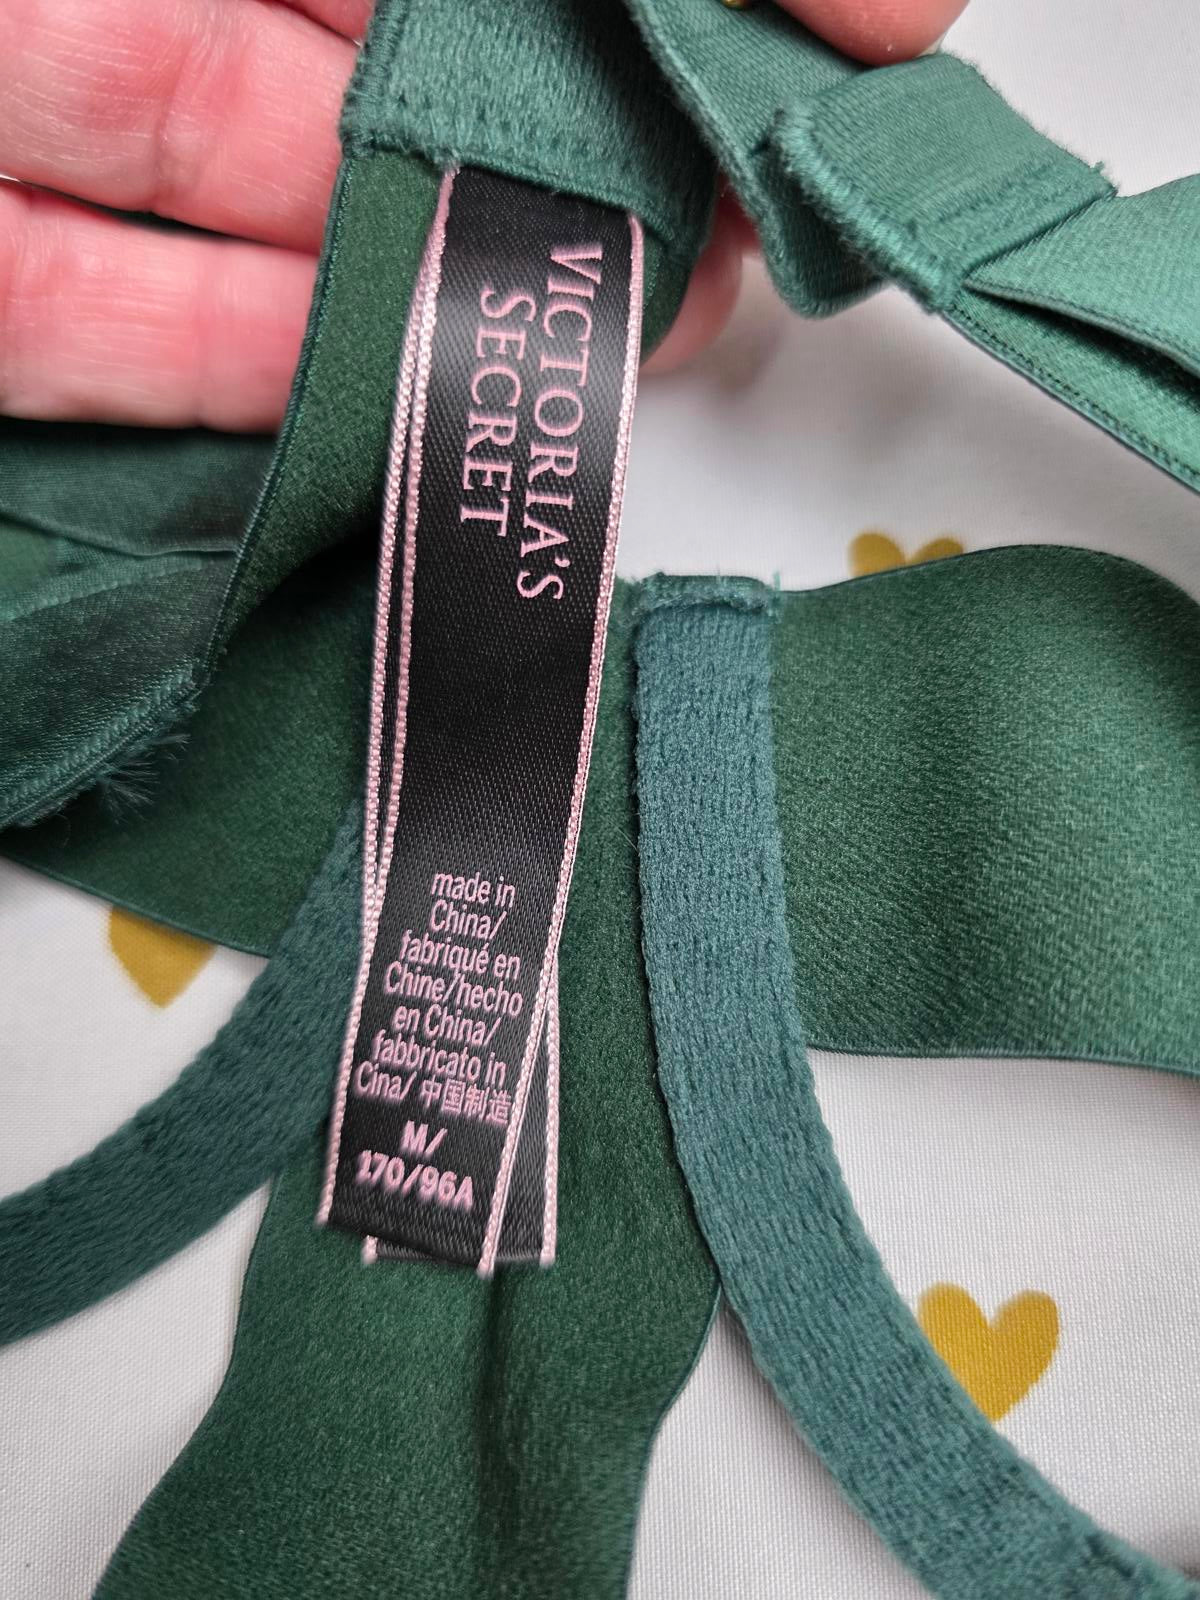 VICTORIA'S
SECRET
made in
China/
fabriqué en
Chine/hecho
en China/
fabbricato in
Cina/ 中国制造
M/
170/96A